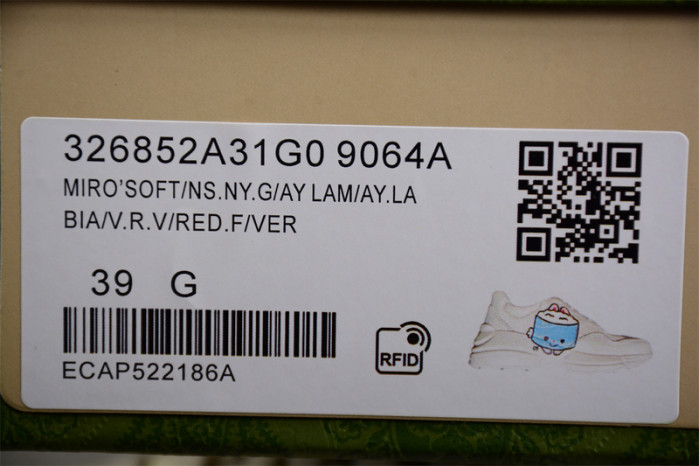 326852A31G0 9064A
MIRO'SOFT/NS.NY.G/AY LAM/AY.LA
BIA/V.R.V/RED.F/VER
39 G
ECAP522186A
RFID